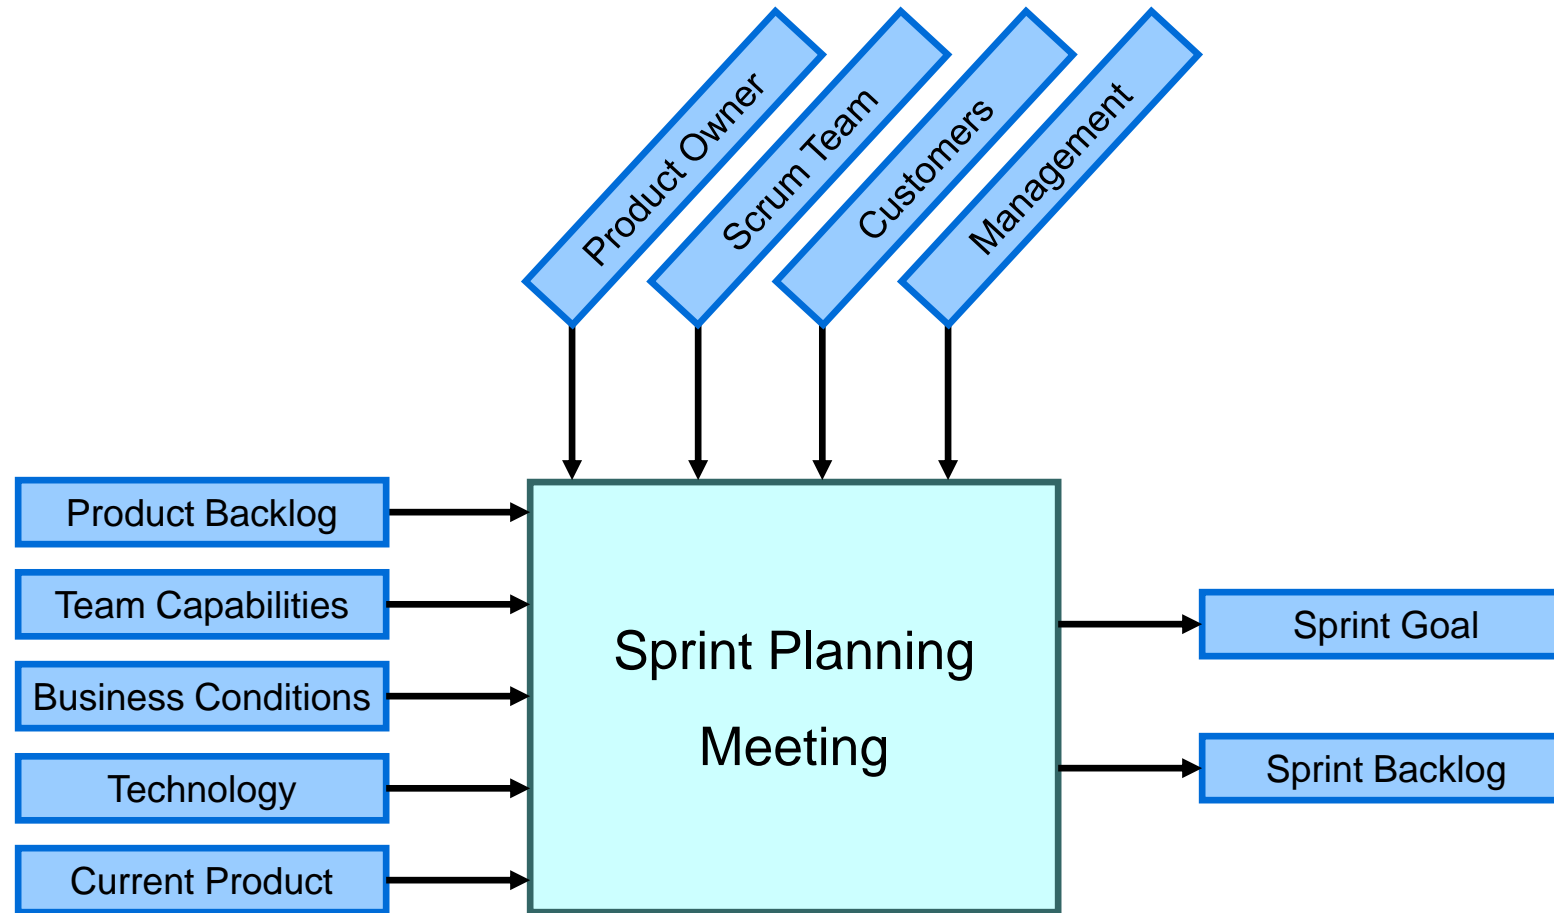 Product Owner
Scrum Team
Customers
Management
Product Backlog
Team Capabilities
Business Conditions
Technology
Current Product
Sprint Planning
Meeting
Sprint Goal
Sprint Backlog